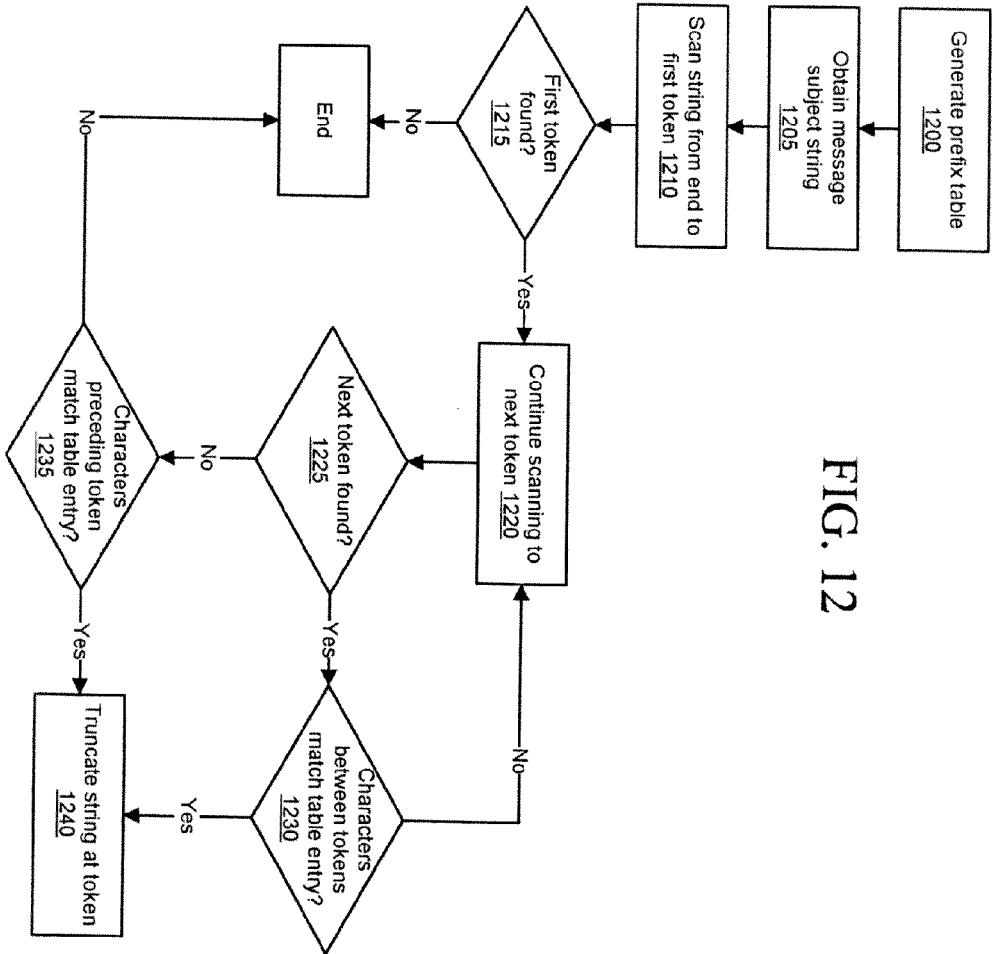 FIG. 12
Generate prefix table
1200
Obtain message
subject string
1205
Scan string from end to
first token 1210
First token
found?
1215
No
End
Yes
Continue scanning to
next token 1220
Next token found?
1225
No
Yes
Characters
between tokens
match table entry?
1230
No
Yes
Characters
preceding token
match table entry?
1235
No
Yes
Truncate string at token
1240